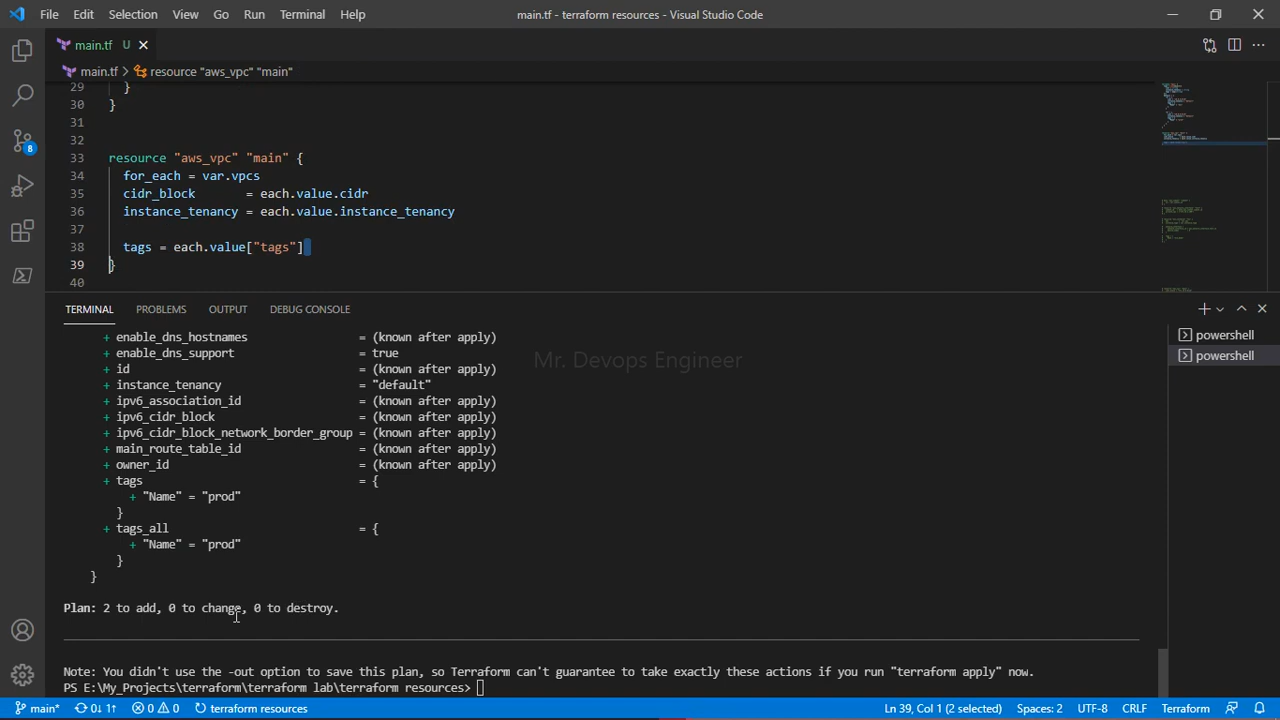 File Edit Selection View Go Run Terminal Help main.tf - terraform resources - Visual Studio Code
main.tf U
main.tf > resource "aws_vpc" "main"
29 }
30 }
31
32
33 resource "aws_vpc" "main" {
34 for_each = var.vpcs
35 cidr_block = each.value.cidr
36 instance_tenancy = each.value.instance_tenancy
37
38 tags = each.value["tags"]
39 }
40
TERMINAL PROBLEMS OUTPUT DEBUG CONSOLE
+ enable_dns_hostnames = (known after apply)
+ enable_dns_support = true
+ id = (known after apply)
+ instance_tenancy = "default"
+ ipv6_association_id = (known after apply)
+ ipv6_cidr_block = (known after apply)
+ ipv6_cidr_block_network_border_group = (known after apply)
+ main_route_table_id = (known after apply)
+ owner_id = (known after apply)
+ tags = {
+ "Name" = "prod"
}
+ tags_all = {
+ "Name" = "prod"
}
}
Plan: 2 to add, 0 to change, 0 to destroy.
Note: You didn't use the -out option to save this plan, so Terraform can't guarantee to take exactly these actions if you run "terraform apply" now.
PS E:\My_Projects\terraform\terraform lab\terraform resources>
powershell
powershell
Mr. Devops Engineer
8
main* 0↓ 1↑ 0 0 terraform resources Ln 39, Col 1 (2 selected) Spaces: 2 UTF-8 CRLF Terraform